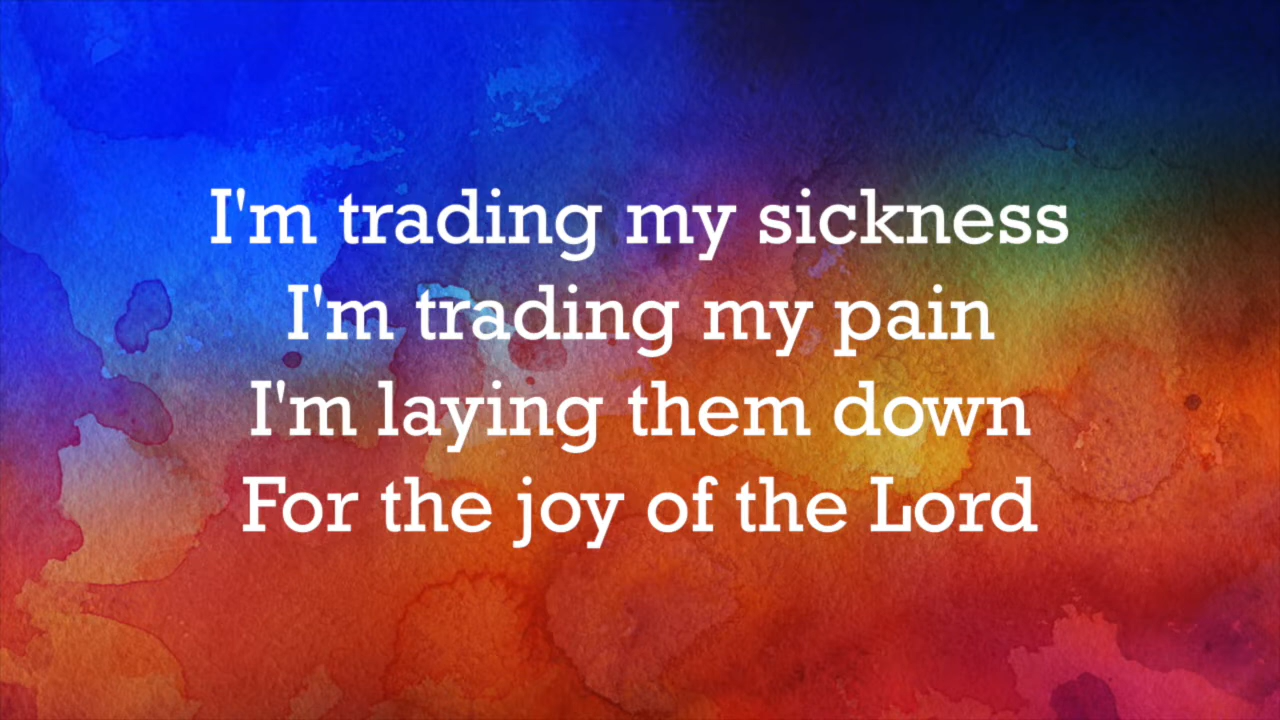 I'm trading my sickness
I'm trading my pain
I'm laying them down
For the joy of the Lord